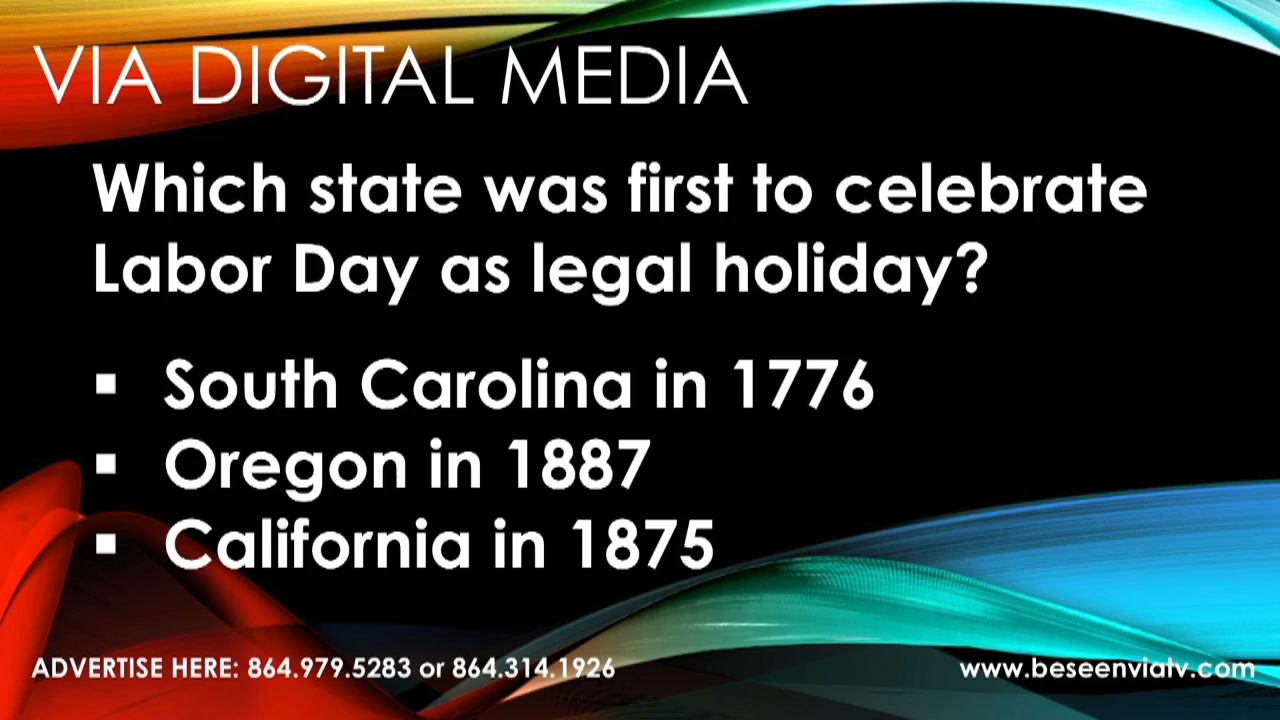 VIA DIGITAL MEDIA
Which state was first to celebrate
Labor Day as legal holiday?
▪ South Carolina in 1776
▪ Oregon in 1887
▪ California in 1875
ADVERTISE HERE: 864.979.5283 or 864.314.1926
www.beseenviatv.com